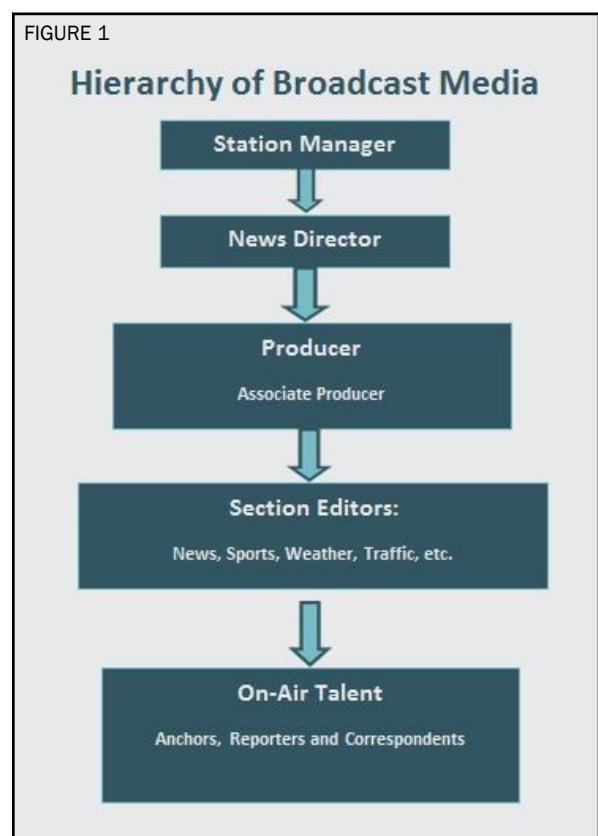 FIGURE 1
Hierarchy of Broadcast Media
Station Manager
News Director
Producer
Associate Producer
Section Editors:
News, Sports, Weather, Traffic, etc.
On-Air Talent
Anchors, Reporters and Correspondents